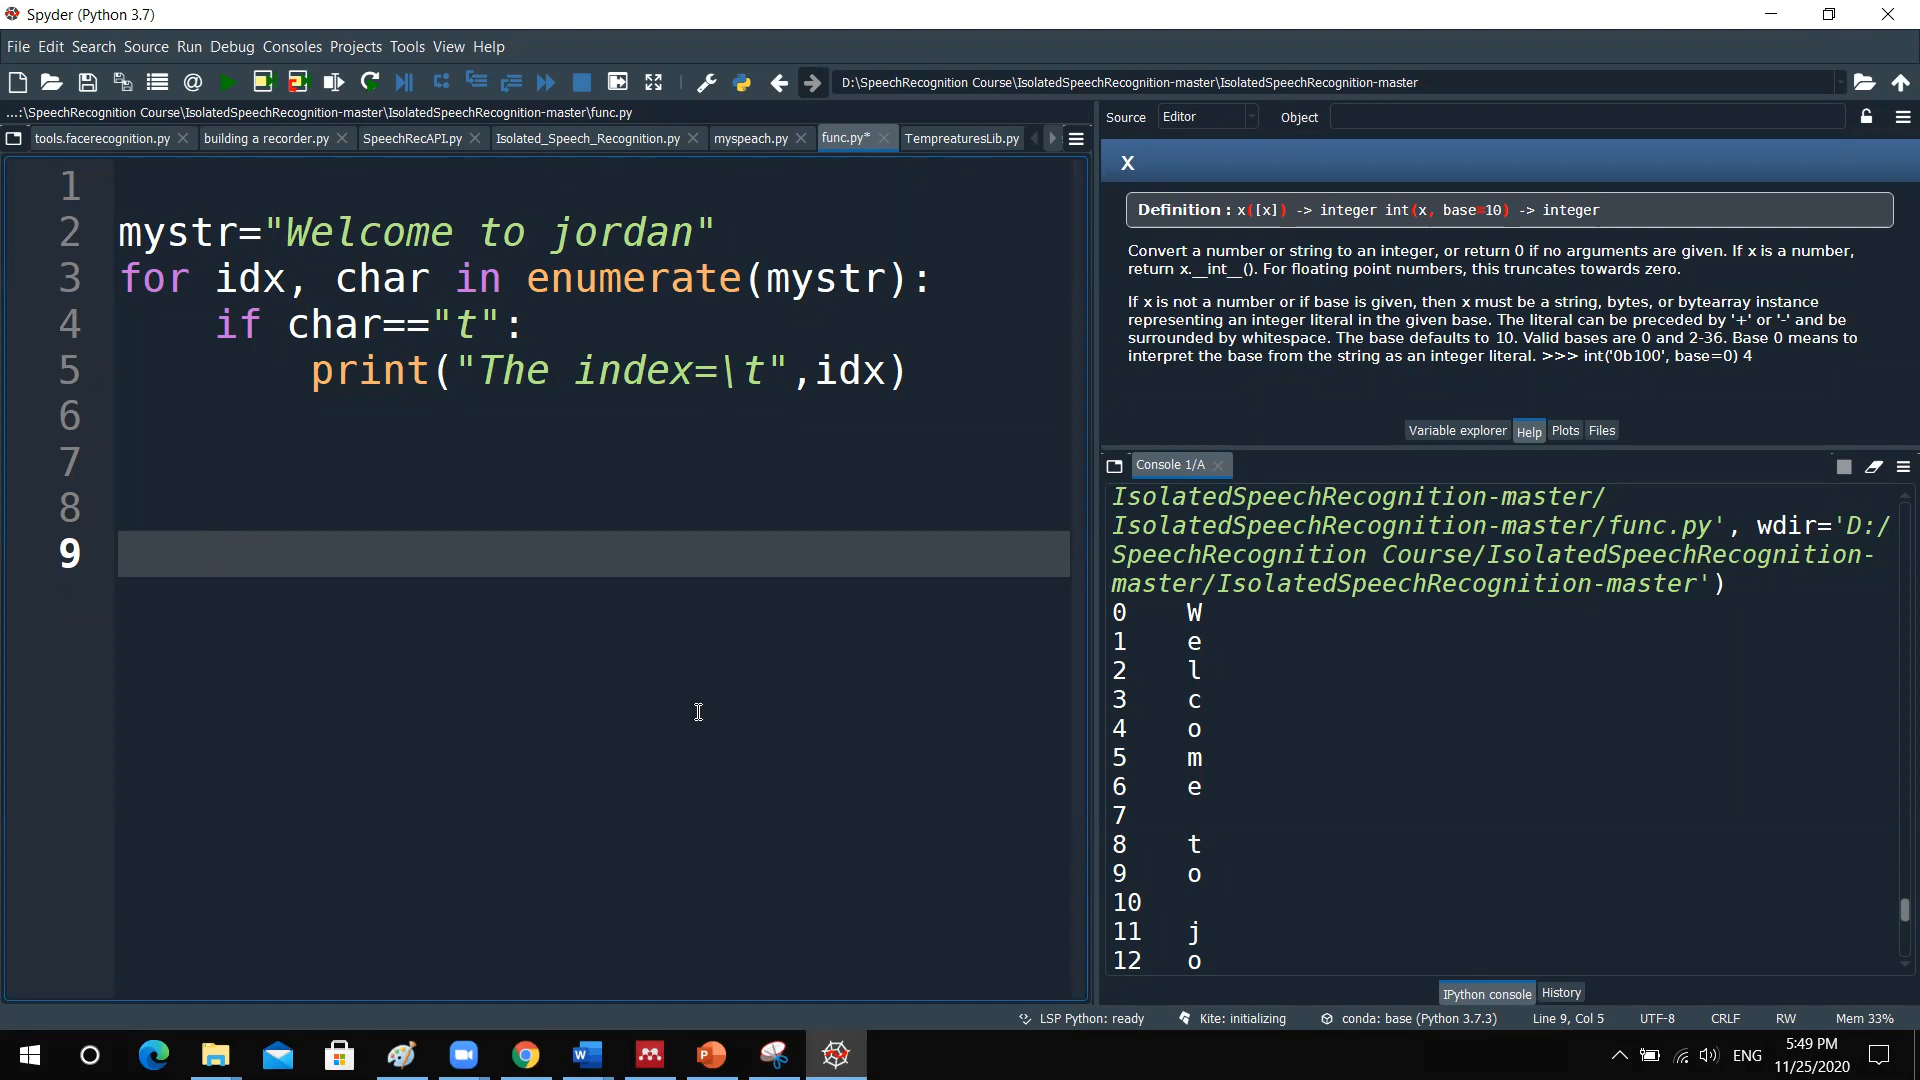 Spyder (Python 3.7)
File Edit Search Source Run Debug Consoles Projects Tools View Help
D:\SpeechRecognition Course\IsolatedSpeechRecognition-master\IsolatedSpeechRecognition-master
...:\SpeechRecognition Course\IsolatedSpeechRecognition-master\IsolatedSpeechRecognition-master\func.py
tools.facerecognition.py building a recorder.py SpeechRecAPI.py Isolated_Speech_Recognition.py myspeach.py func.py* TempreaturesLib.py
1
2 mystr="Welcome to jordan"
3 for idx, char in enumerate(mystr):
4 if char=="t":
5 print("The index=\t",idx)
6
7
8
9
Source Editor Object
x
Definition : x([x]) -> integer int(x, base=10) -> integer
Convert a number or string to an integer, or return 0 if no arguments are given. If x is a number,
return x.__int__(). For floating point numbers, this truncates towards zero.
If x is not a number or if base is given, then x must be a string, bytes, or bytearray instance
representing an integer literal in the given base. The literal can be preceded by '+' or '-' and be
surrounded by whitespace. The base defaults to 10. Valid bases are 0 and 2-36. Base 0 means to
interpret the base from the string as an integer literal. >>> int('0b100', base=0) 4
Variable explorer Help Plots Files
Console 1/A
IsolatedSpeechRecognition-master/
IsolatedSpeechRecognition-master/func.py', wdir='D:/
SpeechRecognition Course/IsolatedSpeechRecognition-
master/IsolatedSpeechRecognition-master')
0 W
1 e
2 l
3 c
4 o
5 m
6 e
7
8 t
9 o
10
11 j
12 o
IPython console History
LSP Python: ready Kite: initializing conda: base (Python 3.7.3) Line 9, Col 5 UTF-8 CRLF RW Mem 33%
ENG
5:49 PM
11/25/2020